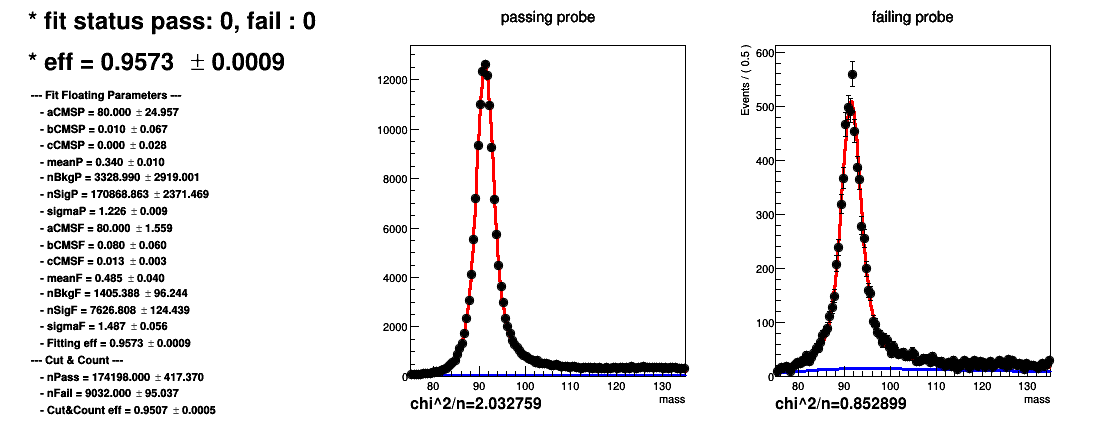 * fit status pass: 0, fail : 0
* eff = 0.9573 ± 0.0009
--- Fit Floating Parameters ---
- aCMSP = 80.000 ± 24.957
- bCMSP = 0.010 ± 0.067
- cCMSP = 0.000 ± 0.028
- meanP = 0.340 ± 0.010
- nBkgP = 3328.990 ± 2919.001
- nSigP = 170868.863 ± 2371.469
- sigmaP = 1.226 ± 0.009
- aCMSF = 80.000 ± 1.559
- bCMSF = 0.080 ± 0.060
- cCMSF = 0.013 ± 0.003
- meanF = 0.485 ± 0.040
- nBkgF = 1405.388 ± 96.244
- nSigF = 7626.808 ± 124.439
- sigmaF = 1.487 ± 0.056
- Fitting eff = 0.9573 ± 0.0009
--- Cut & Count ---
- nPass = 174198.000 ± 417.370
- nFail = 9032.000 ± 95.037
- Cut&Count eff = 0.9507 ± 0.0005
passing probe
12000
10000
8000
6000
4000
2000
0
80 90 100 110 120 130
mass
chi^2/n=2.032759
failing probe
Events / ( 0.5 )
600
500
400
300
200
100
0
80 90 100 110 120 130
mass
chi^2/n=0.852899